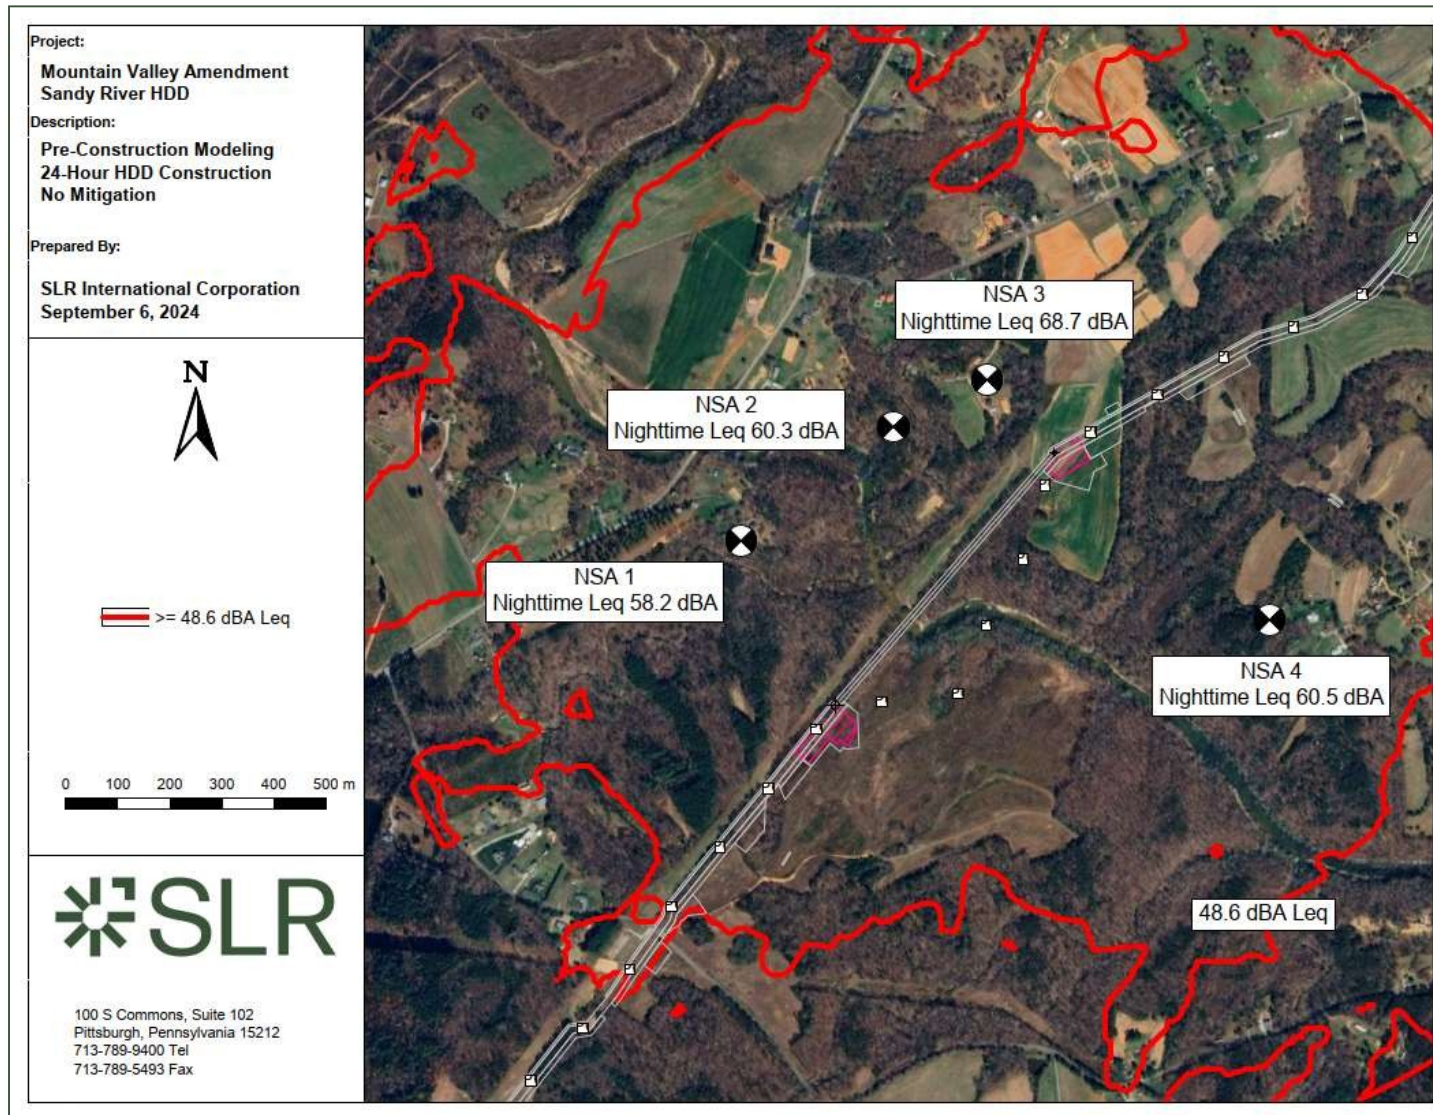 Project:
Mountain Valley Amendment
Sandy River HDD
Description:
Pre-Construction Modeling
24-Hour HDD Construction
No Mitigation
Prepared By:
SLR International Corporation
September 6, 2024
N
>= 48.6 dBA Leq
0 100 200 300 400 500 m
SLR
100 S Commons, Suite 102
Pittsburgh, Pennsylvania 15212
713-789-9400 Tel
713-789-5493 Fax
NSA 3
Nighttime Leq 68.7 dBA
NSA 2
Nighttime Leq 60.3 dBA
NSA 1
Nighttime Leq 58.2 dBA
NSA 4
Nighttime Leq 60.5 dBA
48.6 dBA Leq